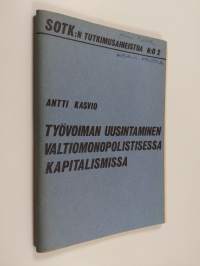 SOTK:N TUTKIMUSAINEISTOA N:O 2
ANTTI KASVIO
TYÖVOIMAN UUSINTAMINEN
VALTIOMONOPOLISTISESSA
KAPITALISMISSA